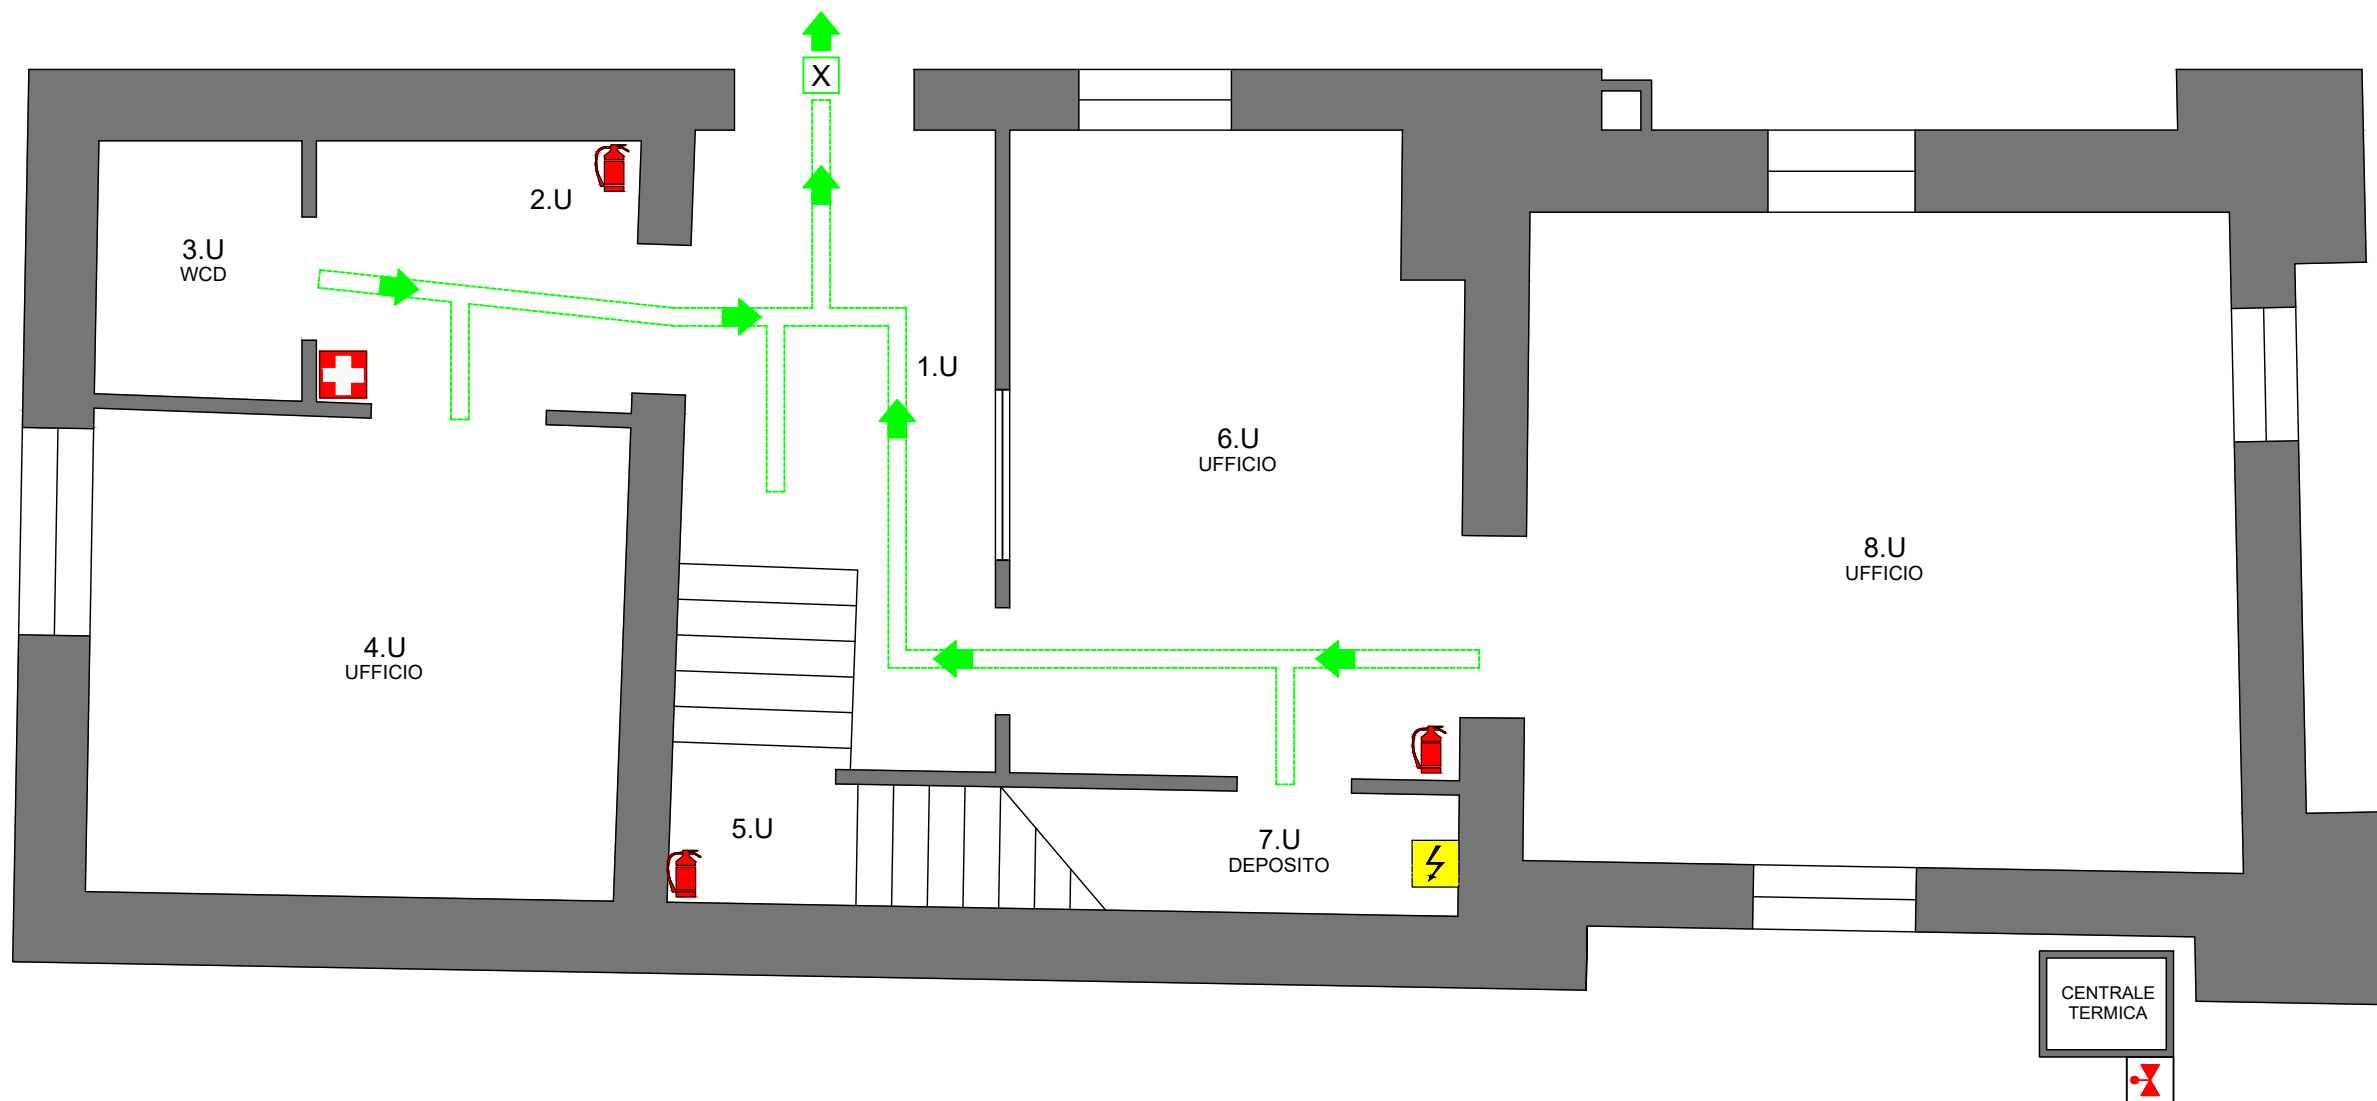 X
2.U
3.U
WCD
1.U
6.U
UFFICIO
8.U
UFFICIO
4.U
UFFICIO
5.U
7.U
DEPOSITO
CENTRALE
TERMICA